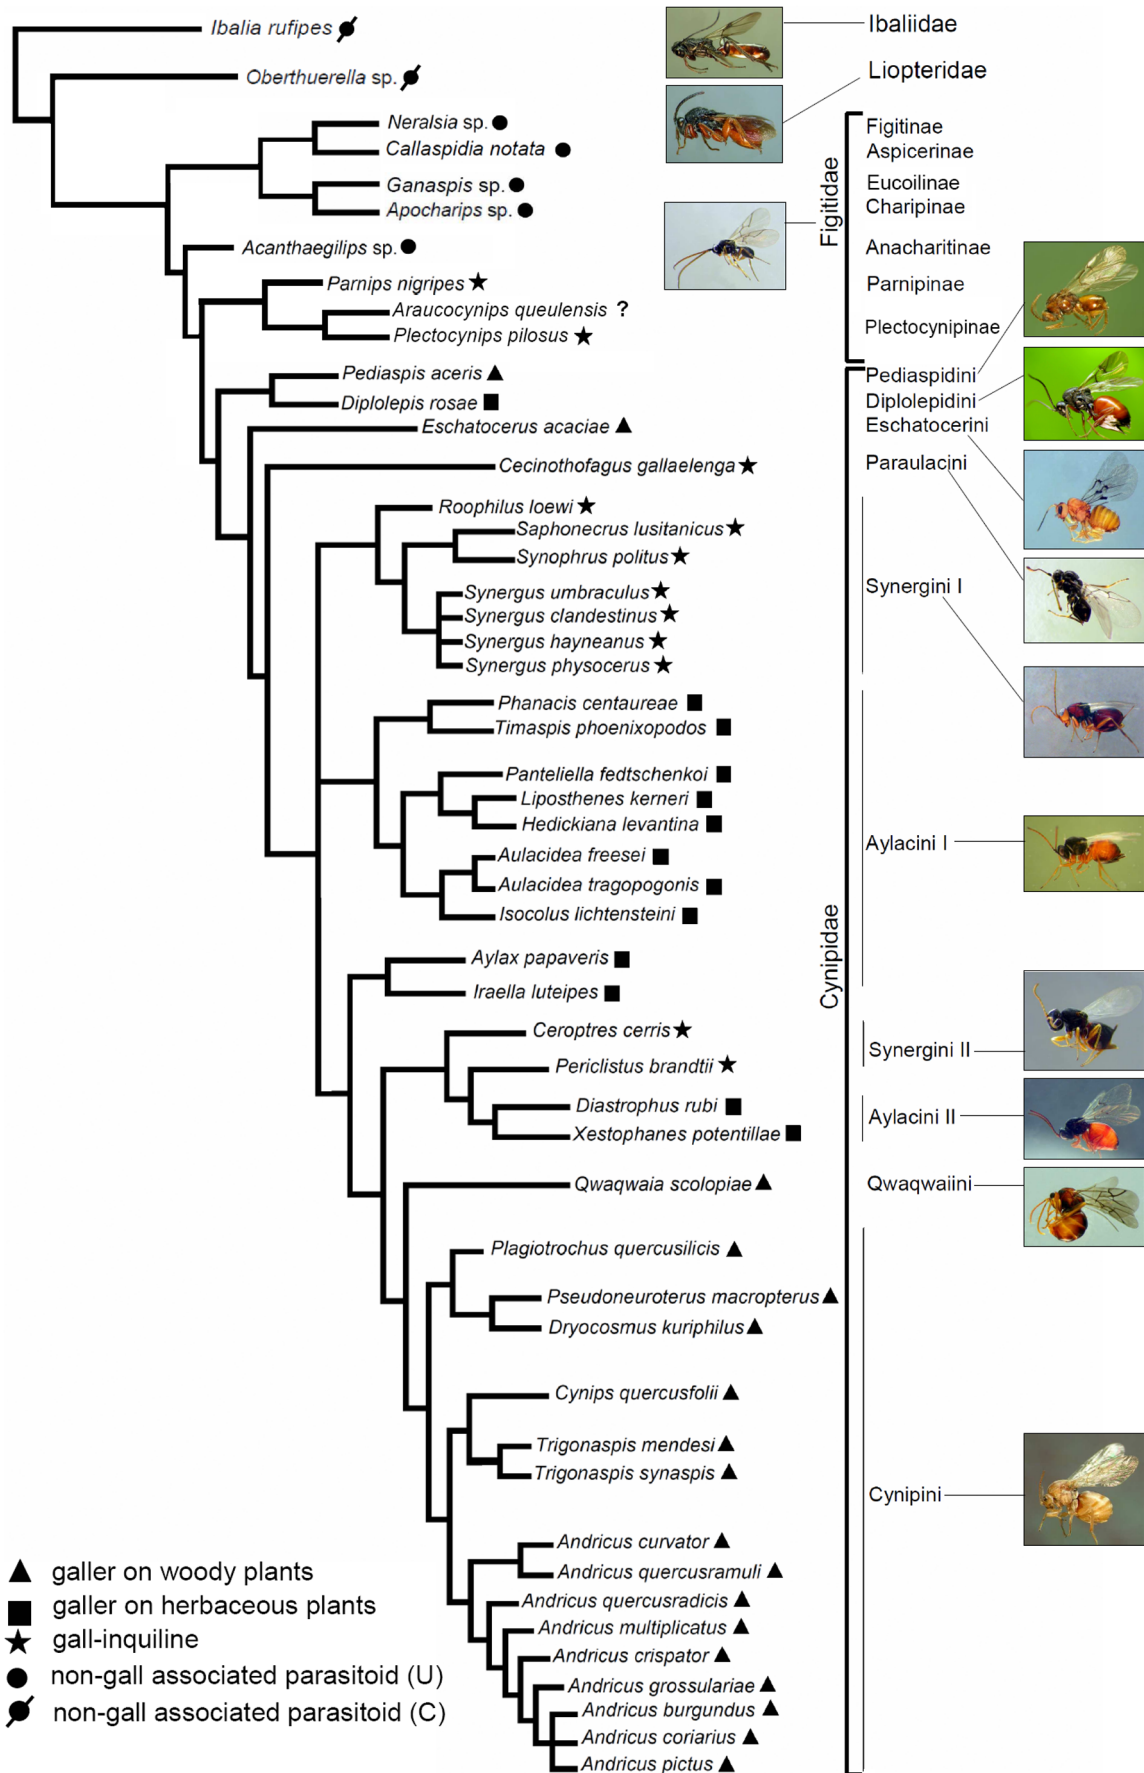 Ibalia rufipes
Oberthuerella sp.
Neralsia sp.
Callaspidia notata
Ganaspis sp.
Apocharips sp.
Acanthaegilips sp.
Parnips nigripes
Araucocynips queulensis ?
Plectocynips pilosus
Pediaspis aceris
Diplolepis rosae
Eschatocerus acaciae
Cecinothofagus gallaelenga
Roophilus loewi
Saphonecrus lusitanicus
Synophrus politus
Synergus umbraculus
Synergus clandestinus
Synergus hayneanus
Synergus physocerus
Phanacis centaureae
Timaspis phoenixopodos
Panteliella fedtschenkoi
Liposthenes kerneri
Hedickiana levantina
Aulacidea freesei
Aulacidea tragopogonis
Isocolus lichtensteini
Aylax papaveris
Iraella luteipes
Ceroptres cerris
Periclistus brandtii
Diastrophus rubi
Xestophanes potentillae
Qwaqwaia scolopiae
Plagiotrochus quercusilicis
Pseudoneuroterus macropterus
Dryocosmus kuriphilus
Cynips quercusfolii
Trigonaspis mendesi
Trigonaspis synaspis
Andricus curvator
Andricus quercusramuli
Andricus quercusradicis
Andricus multiplicatus
Andricus crispator
Andricus grossulariae
Andricus burgundus
Andricus coriarius
Andricus pictus
Ibaliidae
Liopteridae
Figitidae
Figitinae
Aspicerinae
Eucoilinae
Charipinae
Anacharitinae
Parnipinae
Plectocynipinae
Cynipidae
Pediaspidini
Diplolepidini
Eschatocerini
Paraulacini
Synergini I
Aylacini I
Synergini II
Aylacini II
Qwaqwaiini
Cynipini
galler on woody plants
galler on herbaceous plants
gall-inquiline
non-gall associated parasitoid (U)
non-gall associated parasitoid (C)